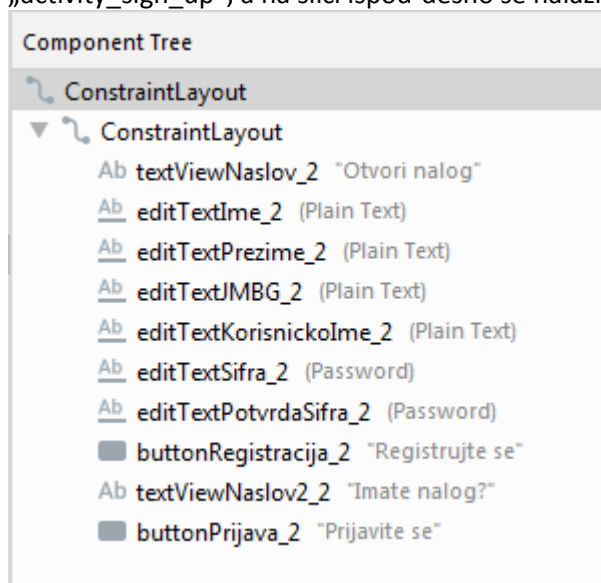 „activity_sign_up“, a na slici ispod desno se nalazi
Component Tree
ConstraintLayout
ConstraintLayout
Ab textViewNaslov_2 "Otvori nalog"
Ab editTextIme_2 (Plain Text)
Ab editTextPrezime_2 (Plain Text)
Ab editTextJMBG_2 (Plain Text)
Ab editTextKorisnickoIme_2 (Plain Text)
Ab editTextSifra_2 (Password)
Ab editTextPotvrdaSifra_2 (Password)
buttonRegistracija_2 "Registrujte se"
Ab textViewNaslov2_2 "Imate nalog?"
buttonPrijava_2 "Prijavite se"